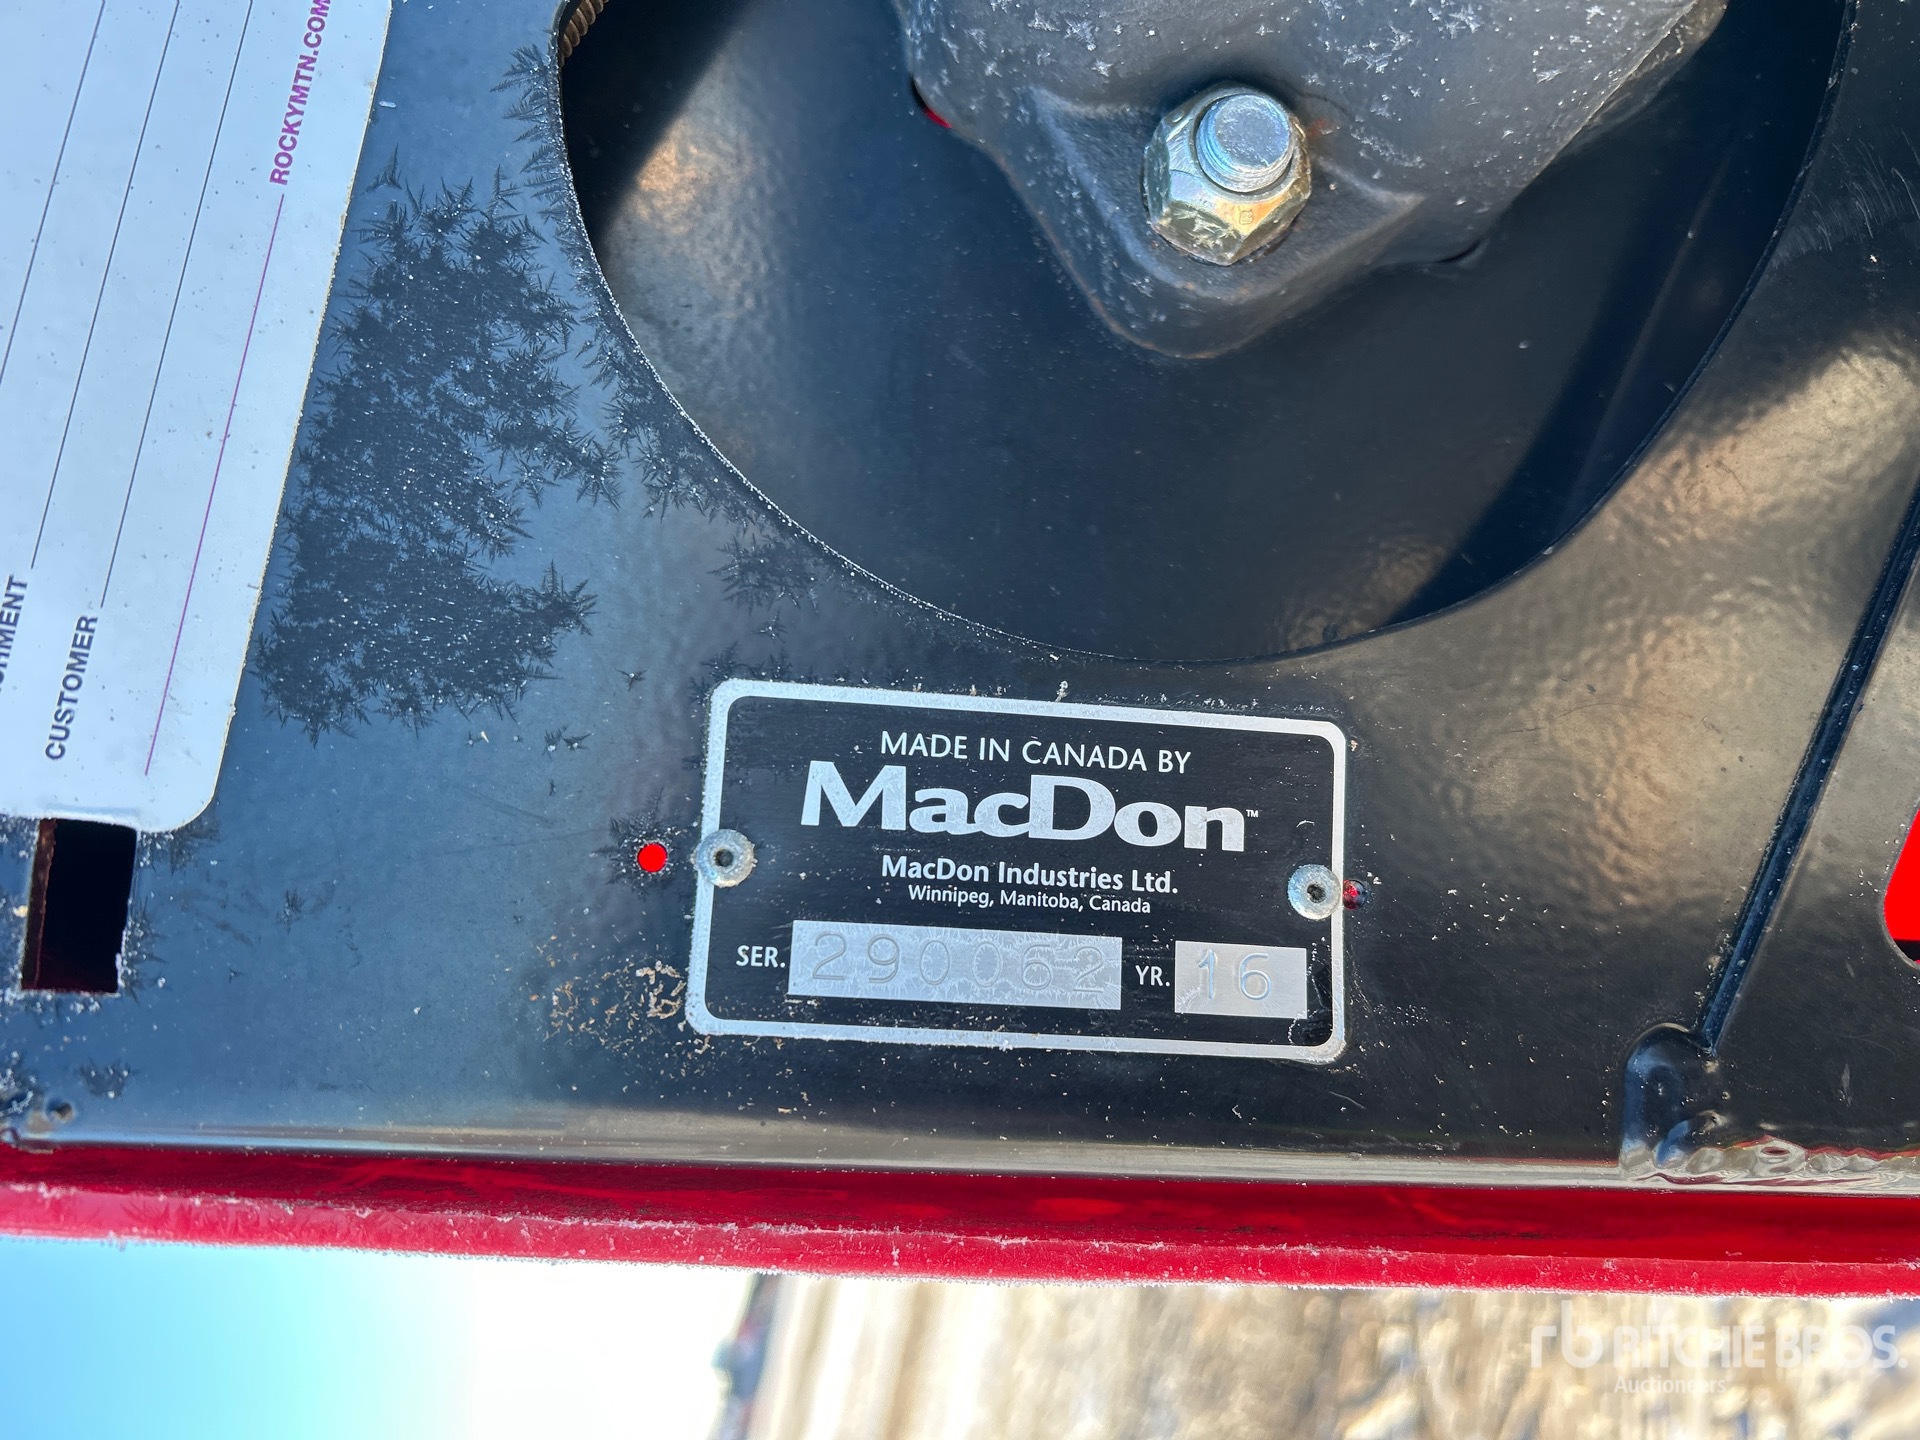 ROCKYMTN.COM
CUSTOMER
MADE IN CANADA BY
MacDon™
MacDon Industries Ltd.
Winnipeg, Manitoba, Canada
SER. 290062 YR. 16
rb RITCHIE BROS.
Auctioneers